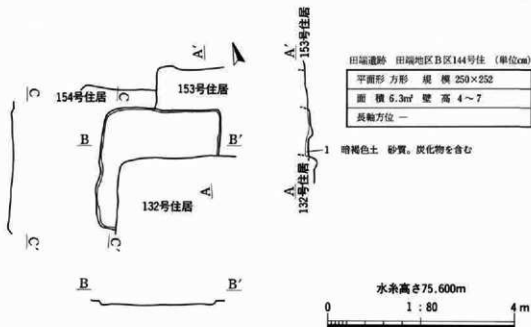 A'
153号住居
154号住居
C
B
B'
A
132号住居
C'
C
C'
B
B'
A'
153号住居
A
132号住居
1 暗褐色土 砂質。炭化物を含む
田端遺跡 田端地区B区144号住 (単位cm)
平面形 方形 規模 250×252
面積 6.3㎡ 壁高 4~7
長軸方位 ―
水糸高さ75.600m
0 1:80 4m